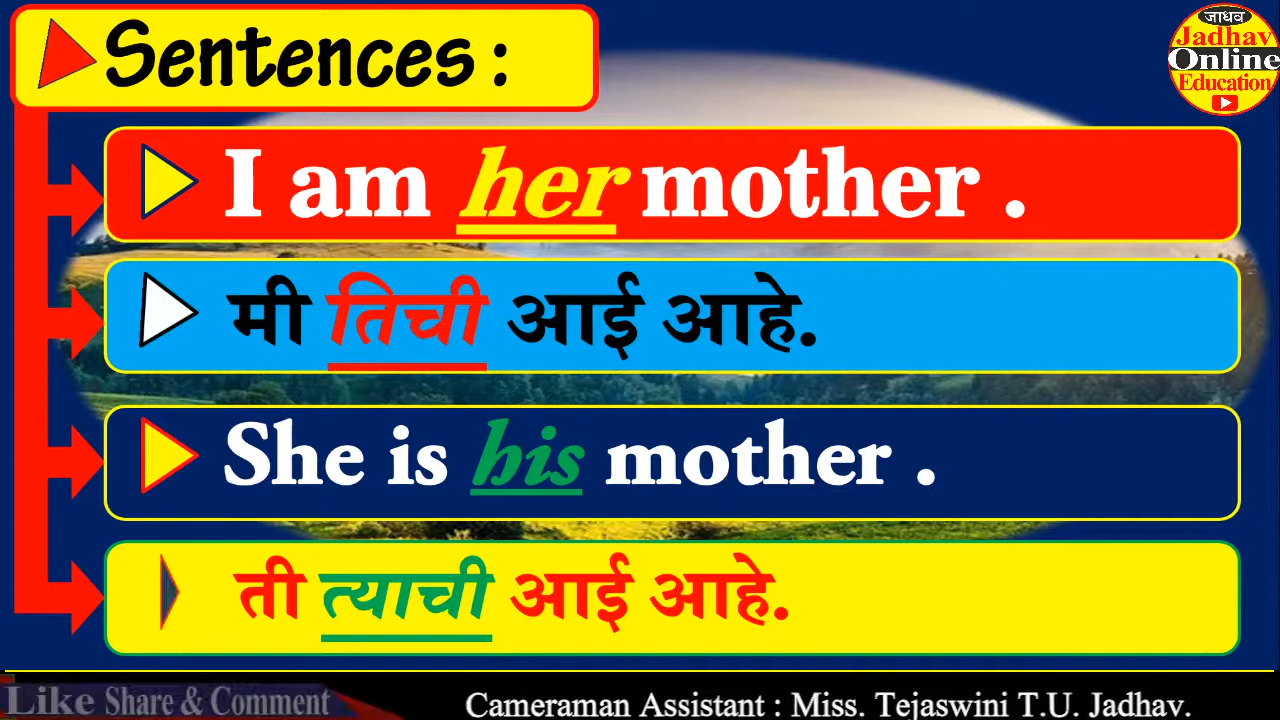 Sentences :
जाधव
Jadhav
Online
Education
I am her mother .
मी तिची आई आहे.
She is his mother .
ती त्याची आई आहे.
Like Share & Comment
Cameraman Assistant : Miss. Tejaswini T.U. Jadhav.